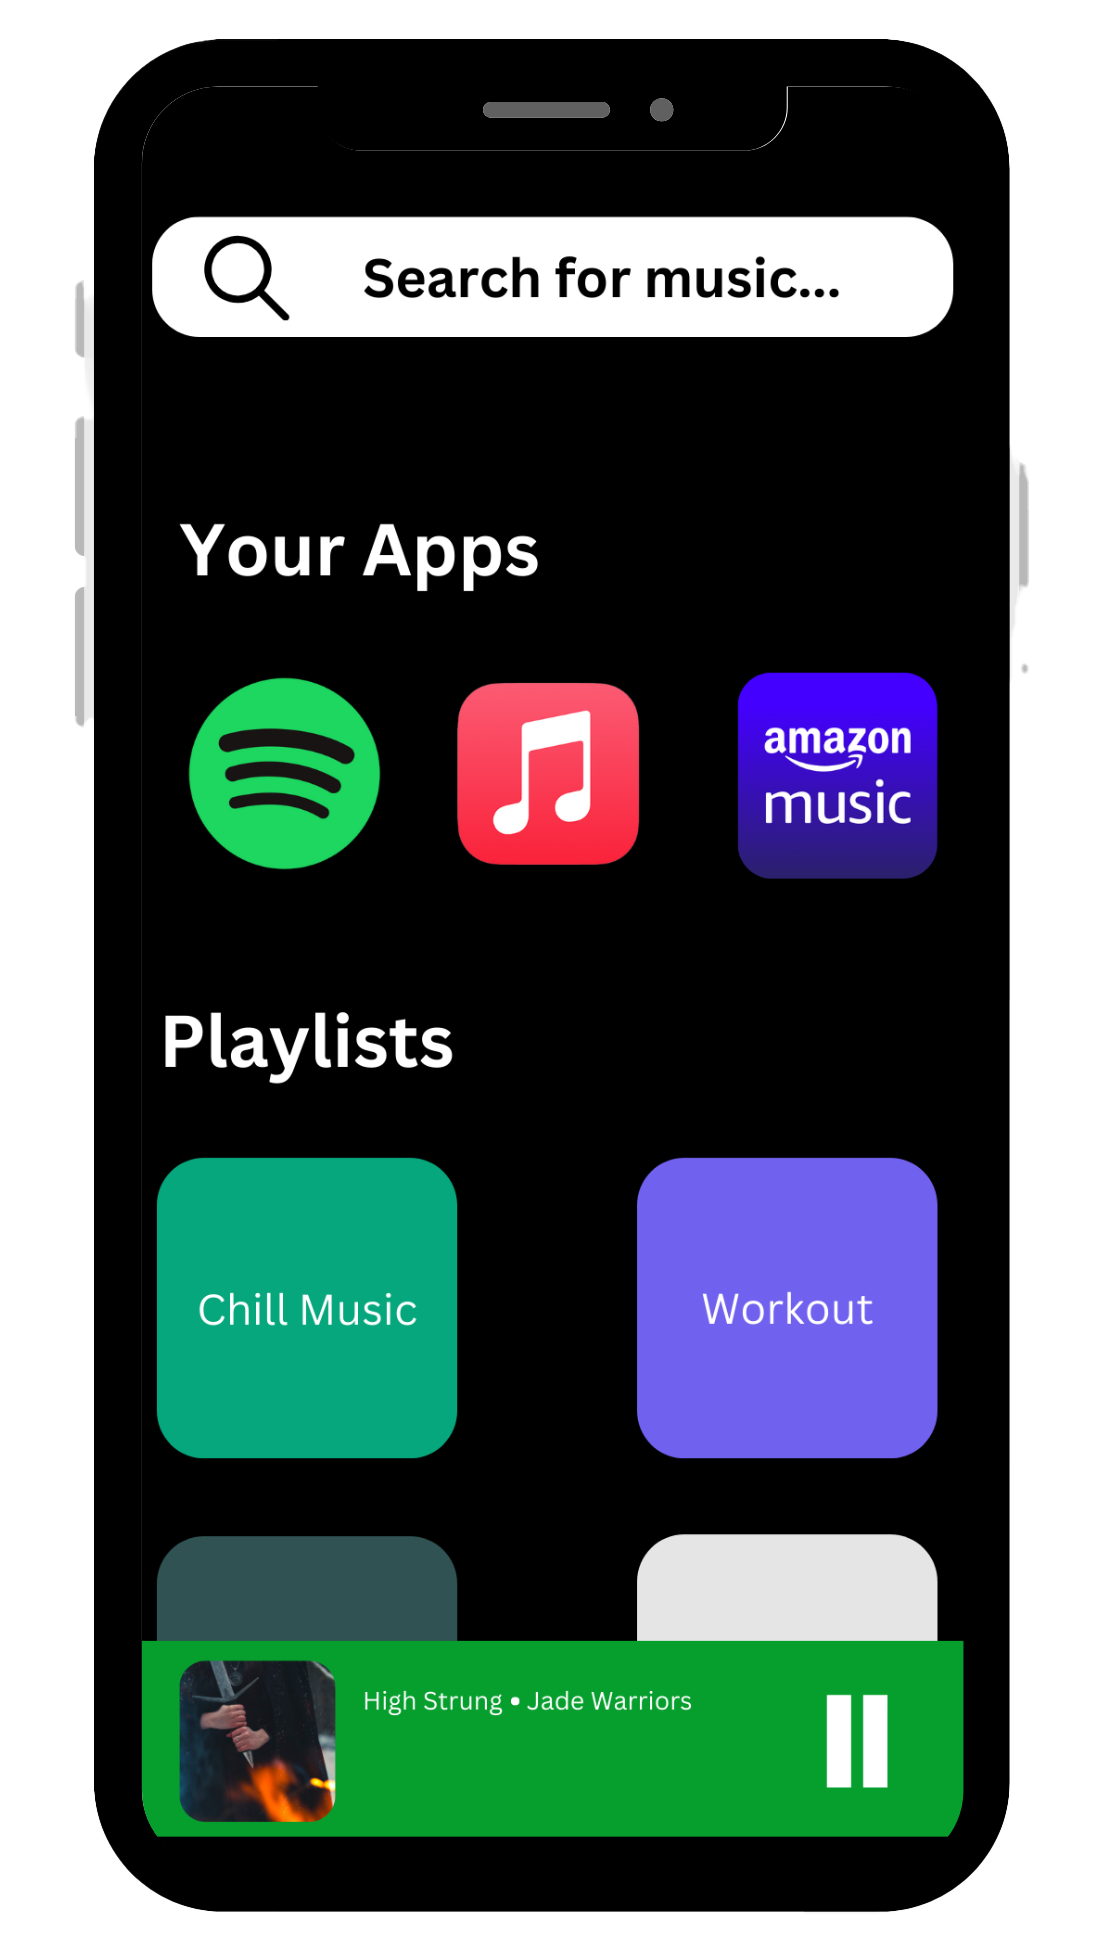 Search for music...
Your Apps
amazon
music
Playlists
Chill Music
Workout
High Strung • Jade Warriors